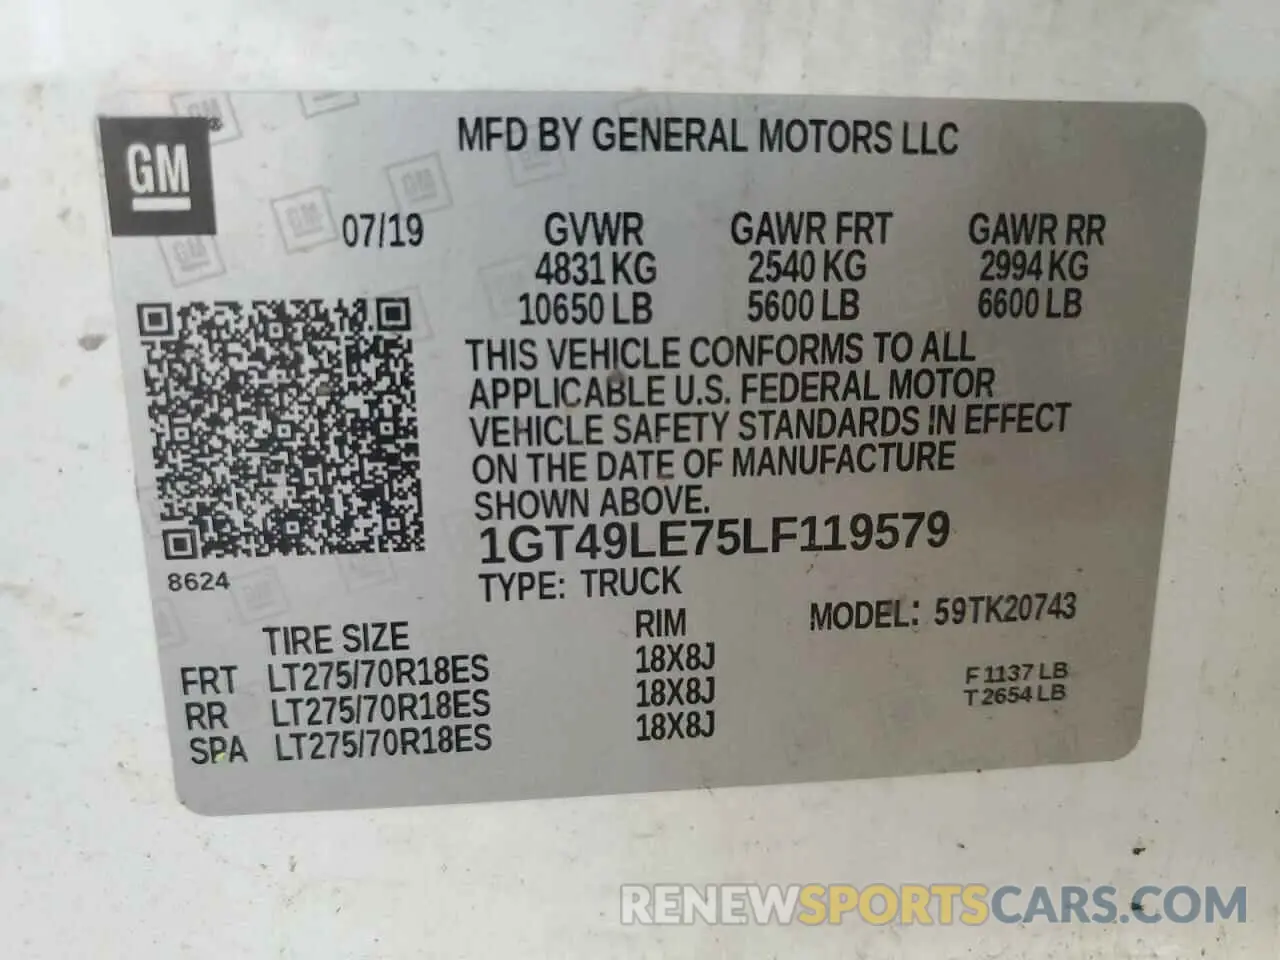 GM
MFD BY GENERAL MOTORS LLC
07/19 GVWR GAWR FRT GAWR RR
4831 KG 2540 KG 2994 KG
10650 LB 5600 LB 6600 LB
THIS VEHICLE CONFORMS TO ALL
APPLICABLE U.S. FEDERAL MOTOR
VEHICLE SAFETY STANDARDS IN EFFECT
ON THE DATE OF MANUFACTURE
SHOWN ABOVE.
1GT49LE75LF119579
8624
TYPE: TRUCK
TIRE SIZE RIM MODEL: 59TK20743
FRT LT275/70R18ES 18X8J F 1137 LB
RR LT275/70R18ES 18X8J T 2654 LB
SPA LT275/70R18ES 18X8J
RENEWSPORTSCARS.COM